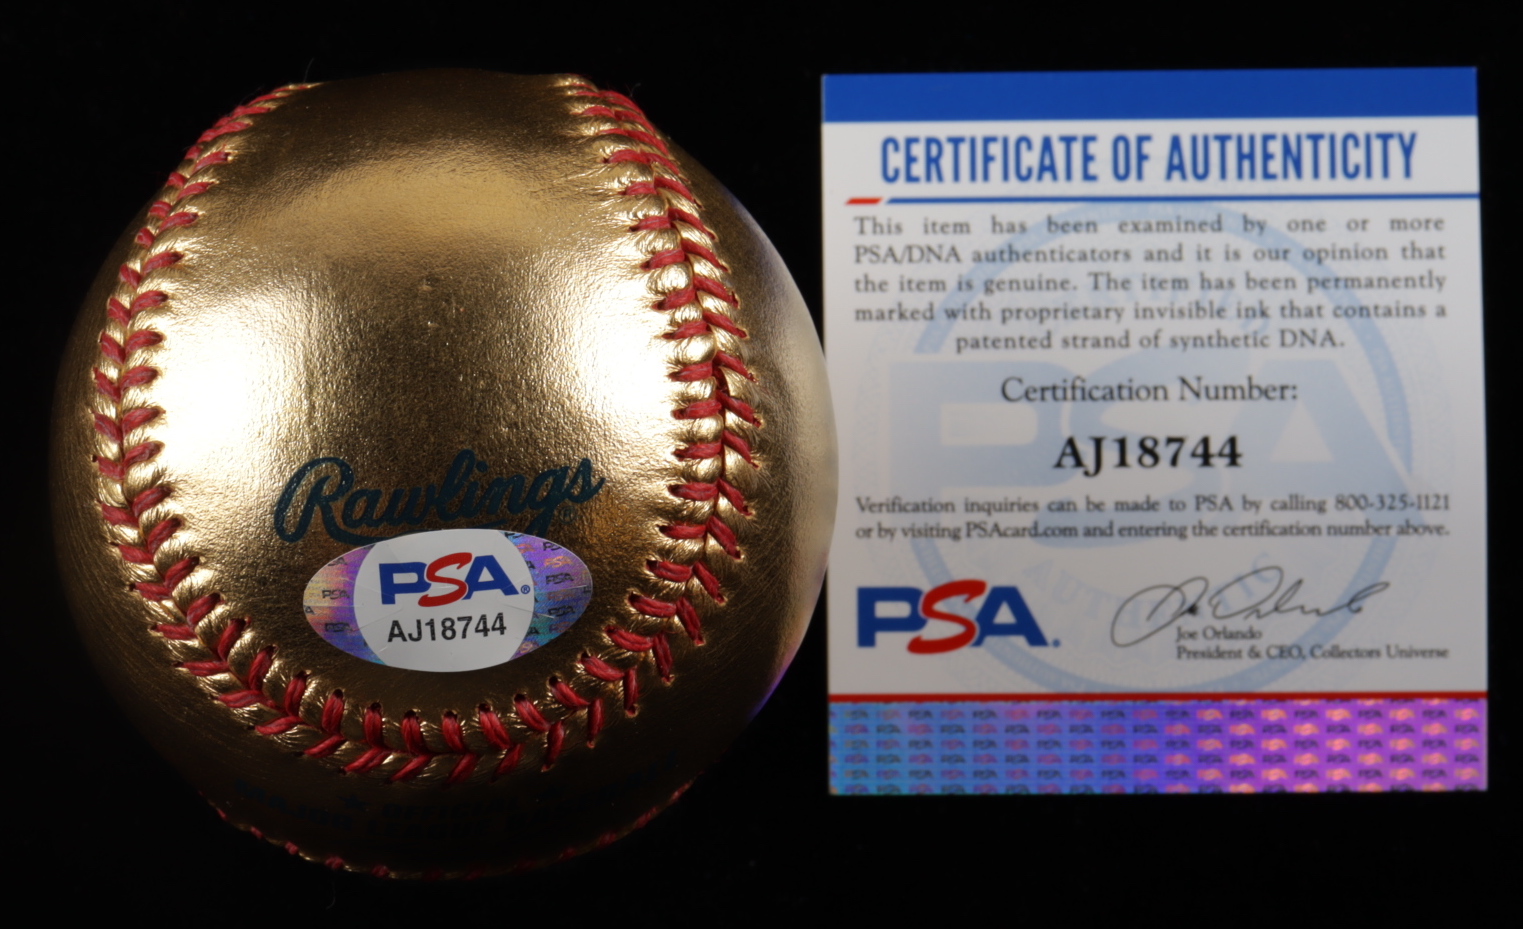 Rawlings
PSA®
AJ18744
CERTIFICATE OF AUTHENTICITY
This item has been examined by one or more
PSA/DNA authenticators and it is our opinion that
the item is genuine. The item has been permanently
marked with proprietary invisible ink that contains a
patented strand of synthetic DNA.
Certification Number:
AJ18744
Verification inquiries can be made to PSA by calling 800-325-1121
or by visiting PSAcard.com and entering the certification number above.
PSA.
Joe Orlando
President & CEO, Collectors Universe